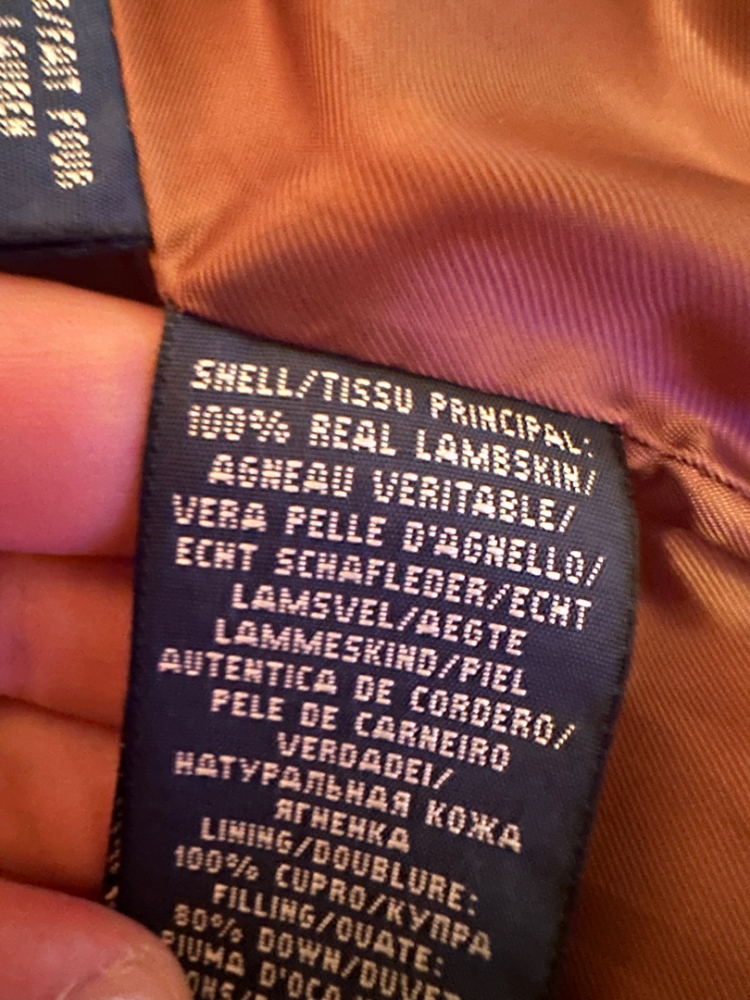 SHELL/TISSU PRINCIPAL:
100% REAL LAMBSKIN/
AGNEAU VERITABLE/
VERA PELLE D'AGNELLO/
ECHT SCHAFLEDER/ECHT
LAMSVEL/AEGTE
LAMMESKIND/PIEL
AUTENTICA DE CORDERO/
PELE DE CARNEIRO
VERDADEI/
НАТУРАЛЬНАЯ КОЖА
ЯГНЕНКА
LINING/DOUBLURE:
100% CUPRO/КУПРА
FILLING/OUATE:
80% DOWN/DUVET
PIUMA D'OCA